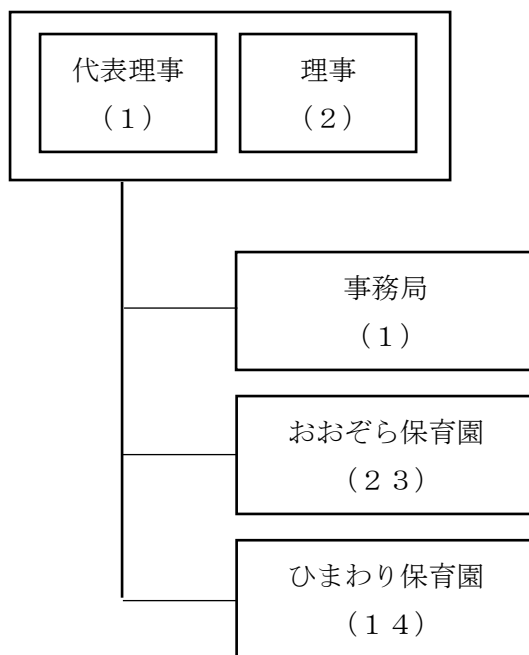 代表理事
（１）
理事
（２）
事務局
（１）
おおぞら保育園
（２３）
ひまわり保育園
（１４）